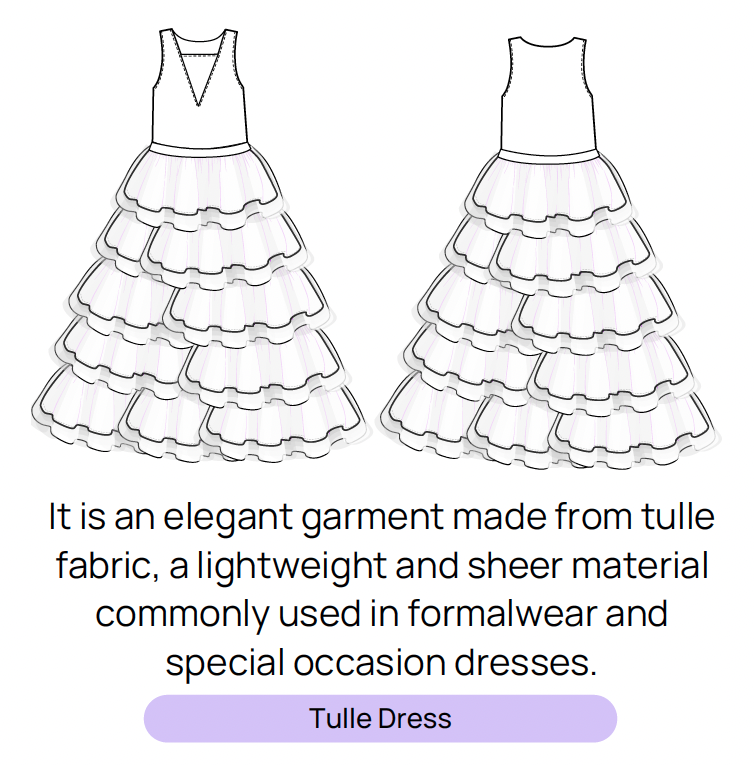 It is an elegant garment made from tulle
fabric, a lightweight and sheer material
commonly used in formalwear and
special occasion dresses.
Tulle Dress